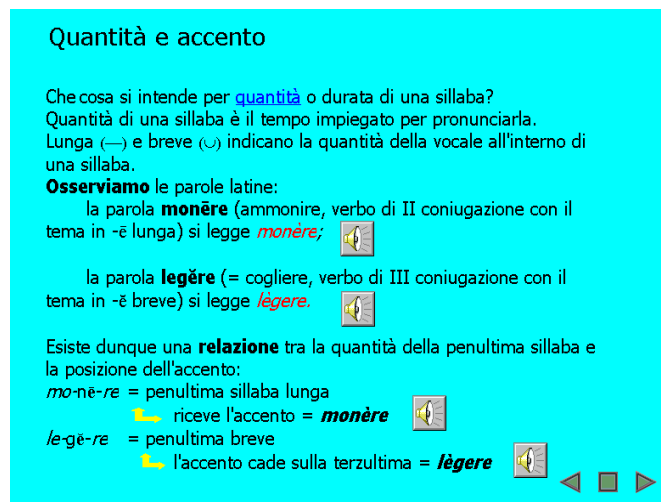 Quantità e accento
Che cosa si intende per quantità o durata di una sillaba?
Quantità di una sillaba è il tempo impiegato per pronunciarla.
Lunga (—) e breve (∪) indicano la quantità della vocale all'interno di
una sillaba.
Osserviamo le parole latine:
la parola monēre (ammonire, verbo di II coniugazione con il
tema in -ē lunga) si legge monère;
la parola legĕre (= cogliere, verbo di III coniugazione con il
tema in -ĕ breve) si legge lègere.
Esiste dunque una relazione tra la quantità della penultima sillaba e
la posizione dell'accento:
mo-nē-re = penultima sillaba lunga
riceve l'accento = monère
le-gĕ-re = penultima breve
l'accento cade sulla terzultima = lègere